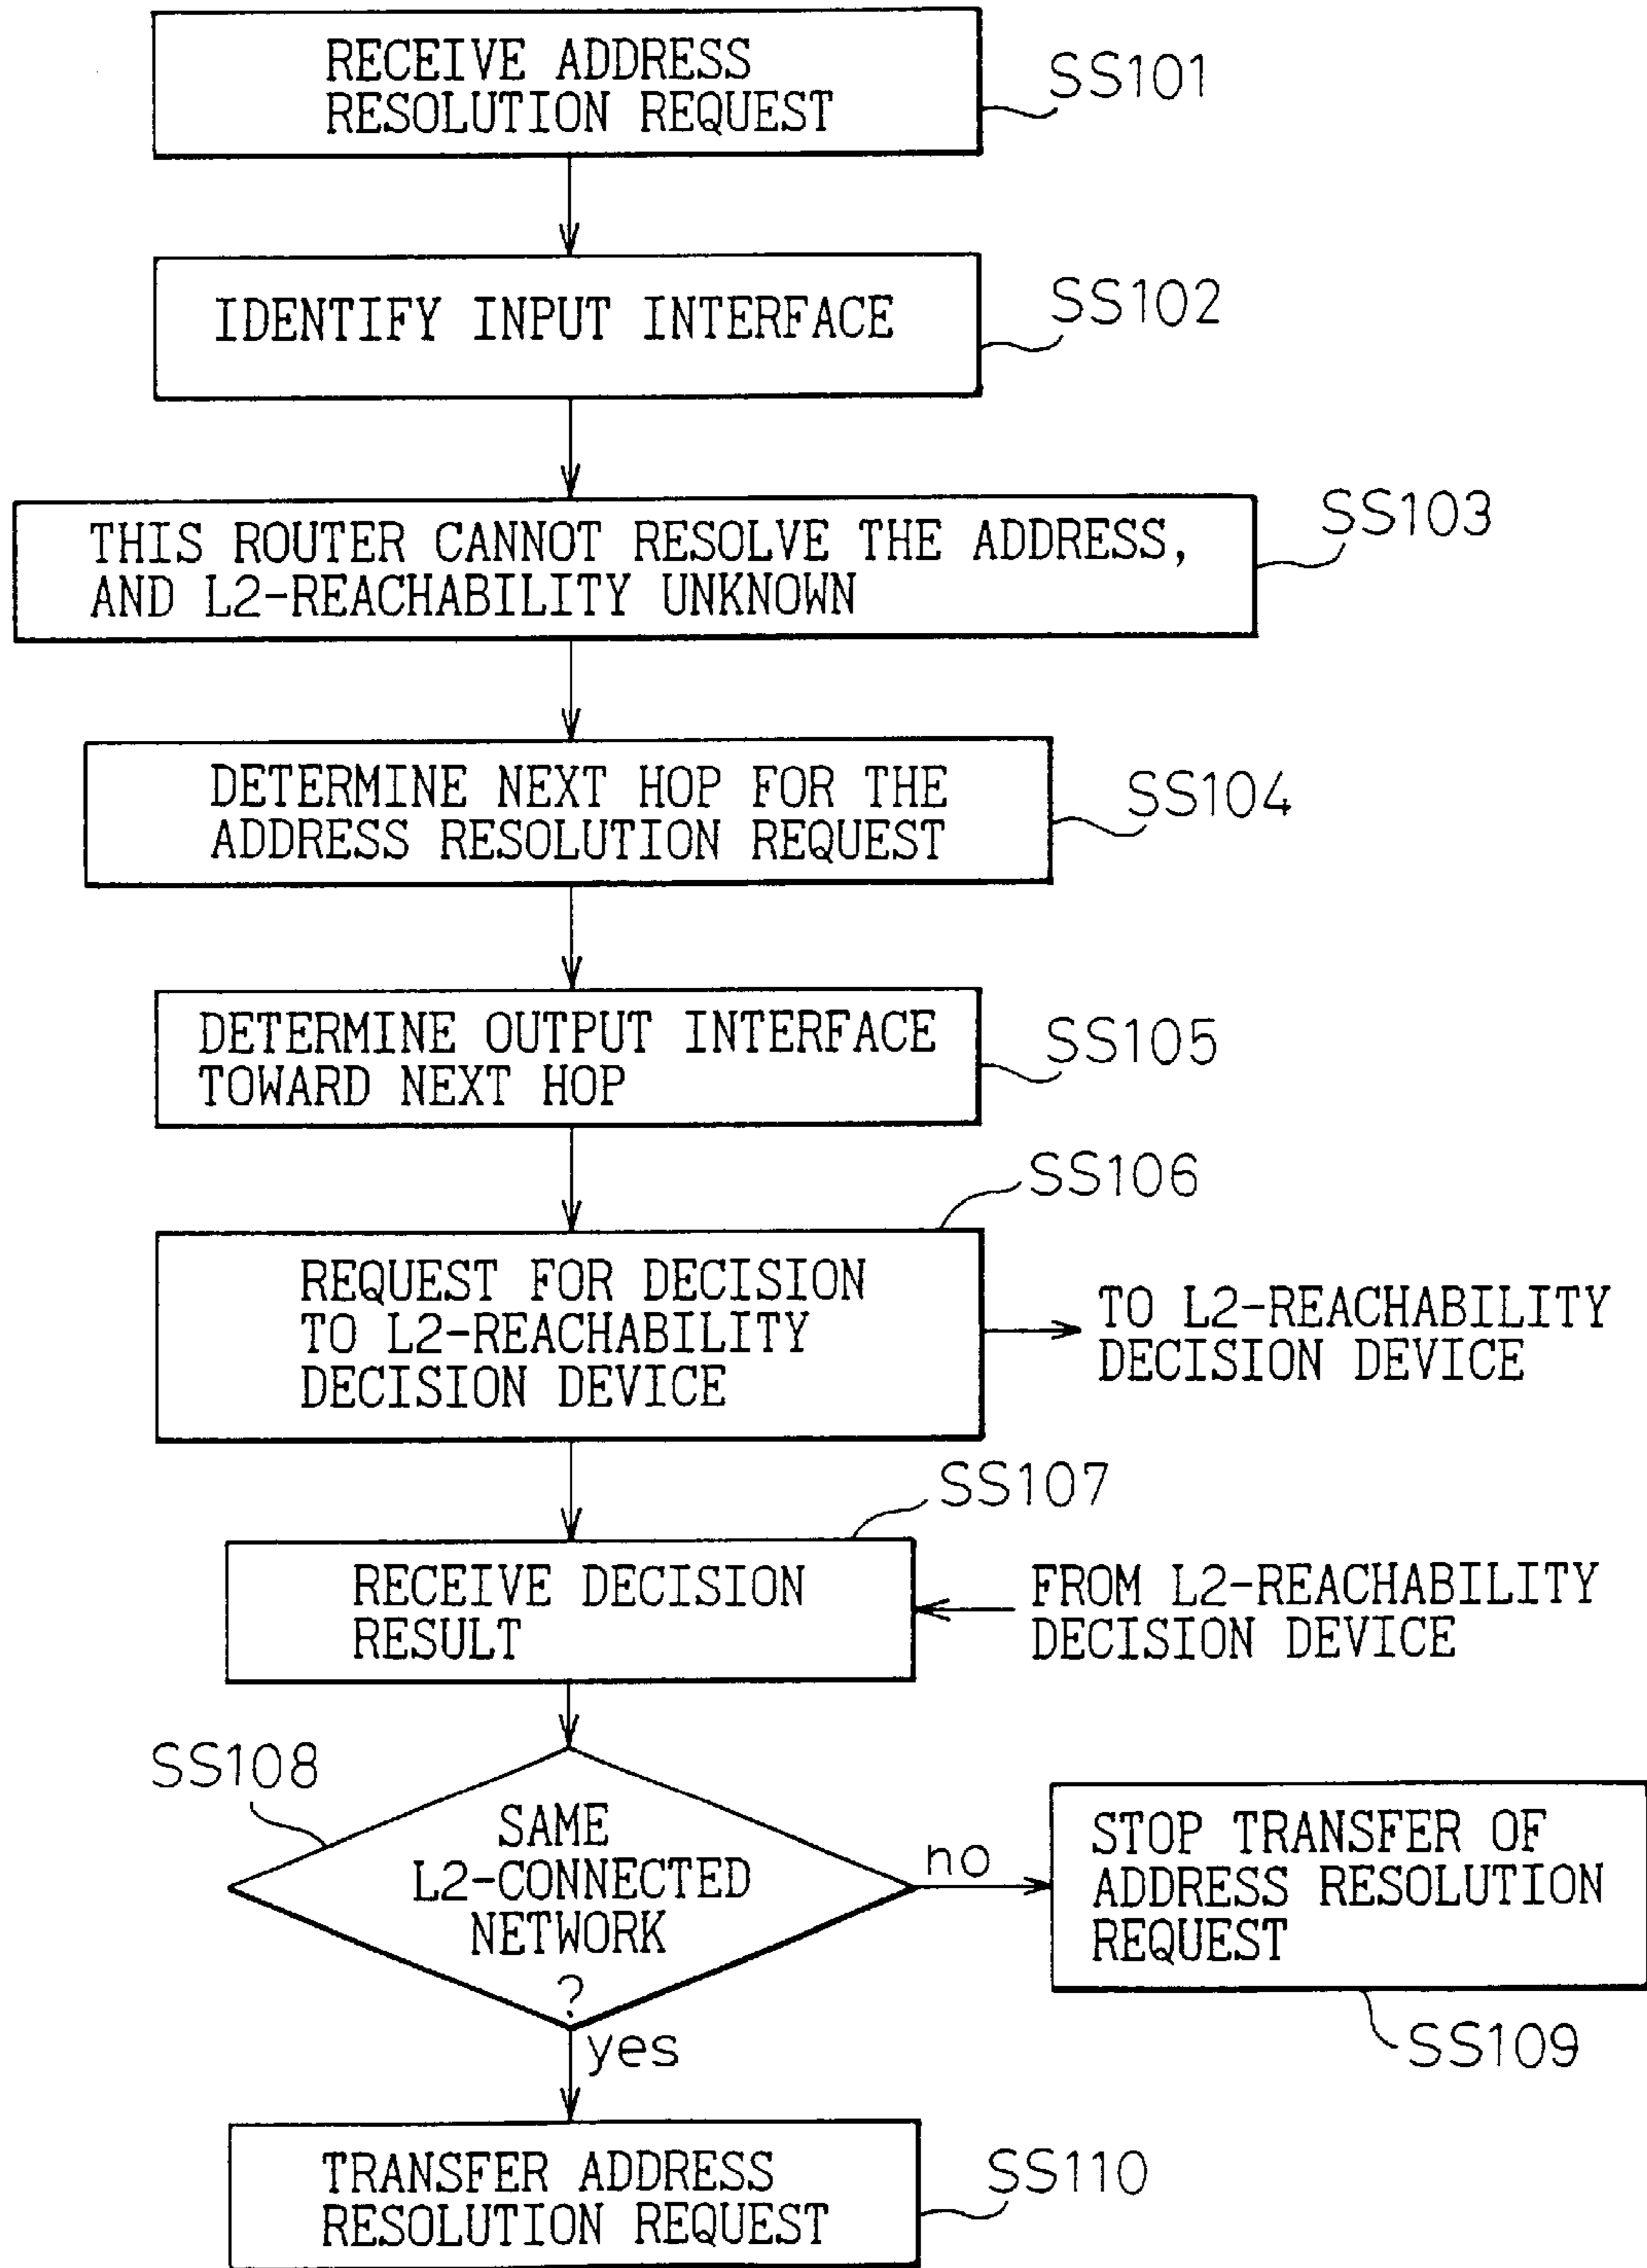 RECEIVE ADDRESS
RESOLUTION REQUEST
SS101
IDENTIFY INPUT INTERFACE
SS102
THIS ROUTER CANNOT RESOLVE THE ADDRESS,
AND L2-REACHABILITY UNKNOWN
SS103
DETERMINE NEXT HOP FOR THE
ADDRESS RESOLUTION REQUEST
SS104
DETERMINE OUTPUT INTERFACE
TOWARD NEXT HOP
SS105
SS106
REQUEST FOR DECISION
TO L2-REACHABILITY
DECISION DEVICE
TO L2-REACHABILITY
DECISION DEVICE
SS107
RECEIVE DECISION
RESULT
FROM L2-REACHABILITY
DECISION DEVICE
SS108
SAME
L2-CONNECTED
NETWORK
?
no
STOP TRANSFER OF
ADDRESS RESOLUTION
REQUEST
SS109
yes
TRANSFER ADDRESS
RESOLUTION REQUEST
SS110